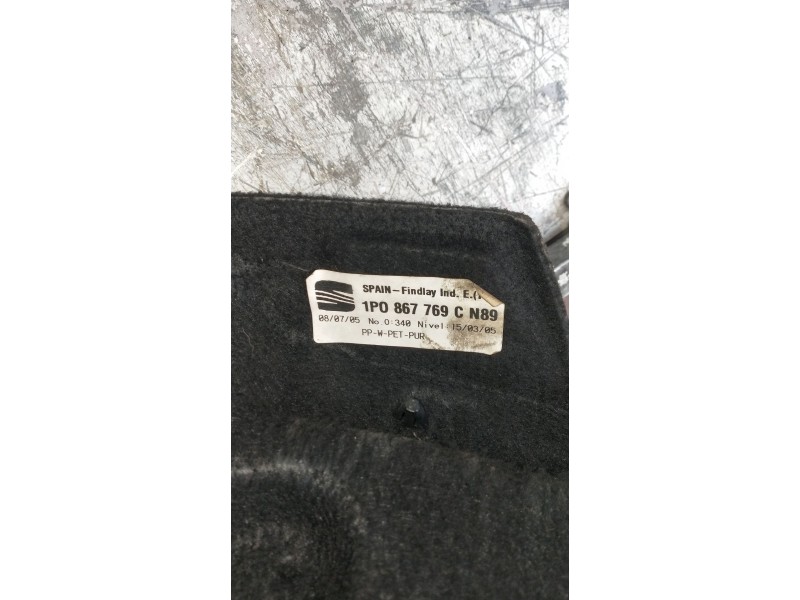 SPAIN-Findlay Ind. E.(
1P0 867 769 C N89
08/07/05 No.0:340 Nivel:15/03/05
PP-W-PET-PUR